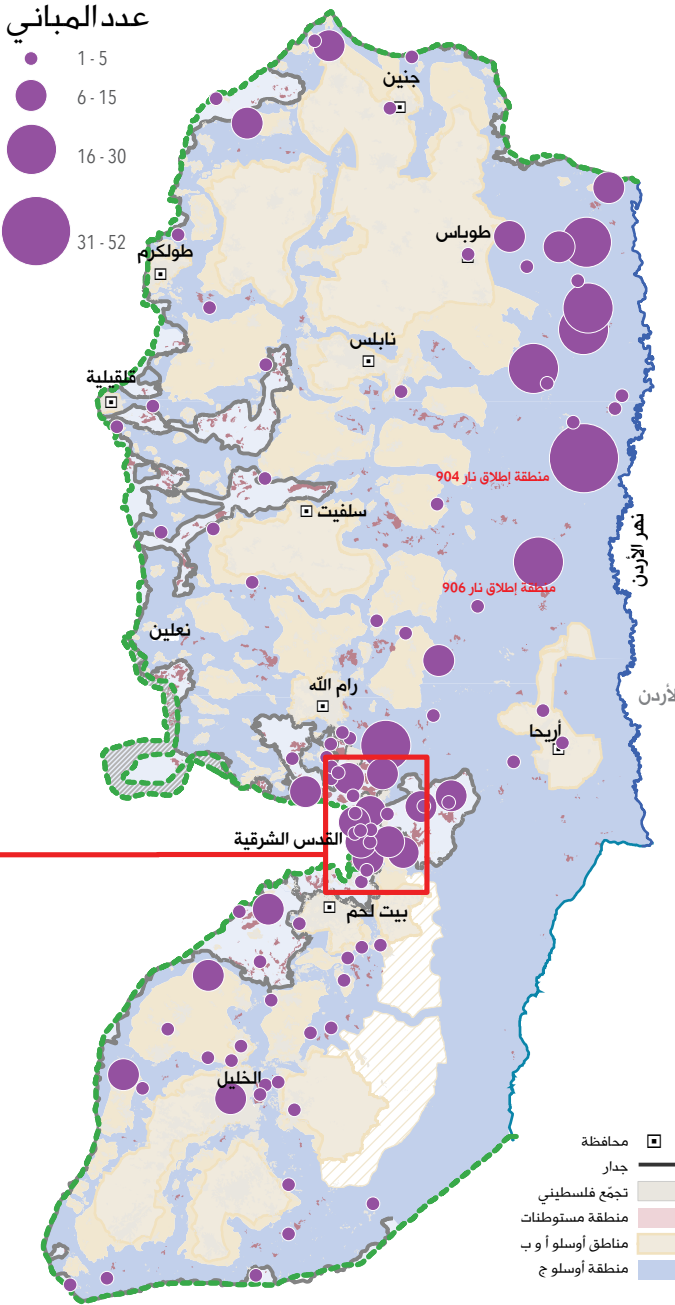 عدد المباني
1 - 5
6 - 15
16 - 30
31 - 52
جنين
طوباس
طولكرم
نابلس
قلقيلية
منطقة إطلاق نار 904
سلفيت
نهر الأردن
منطقة إطلاق نار 906
نعلين
رام الله
الأردن
أريحا
القدس الشرقية
بيت لحم
الخليل
محافظة
جدار
تجمّع فلسطيني
منطقة مستوطنات
مناطق أوسلو أ و ب
منطقة أوسلو ج